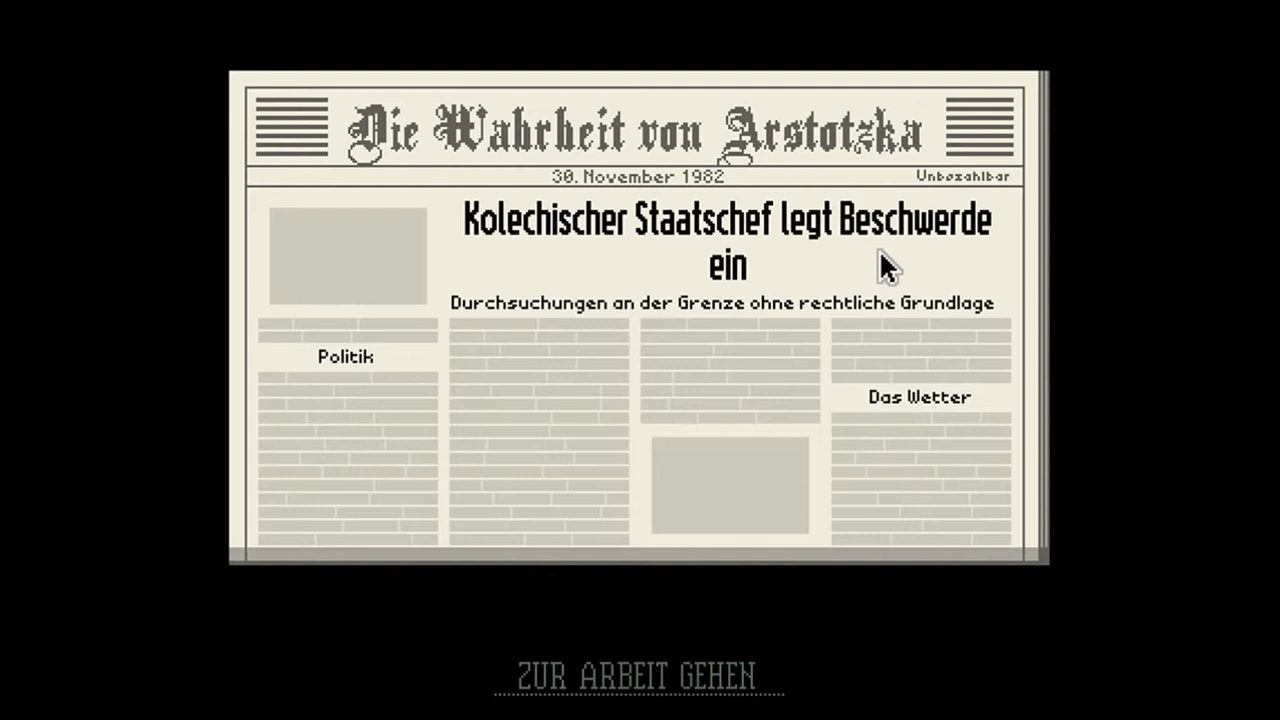 Die Wahrheit von Arstotzka
30. November 1982
Unbezahlbar
Kolechischer Staatschef legt Beschwerde
ein
Durchsuchungen an der Grenze ohne rechtliche Grundlage
Politik
Das Wetter
ZUR ARBEIT GEHEN